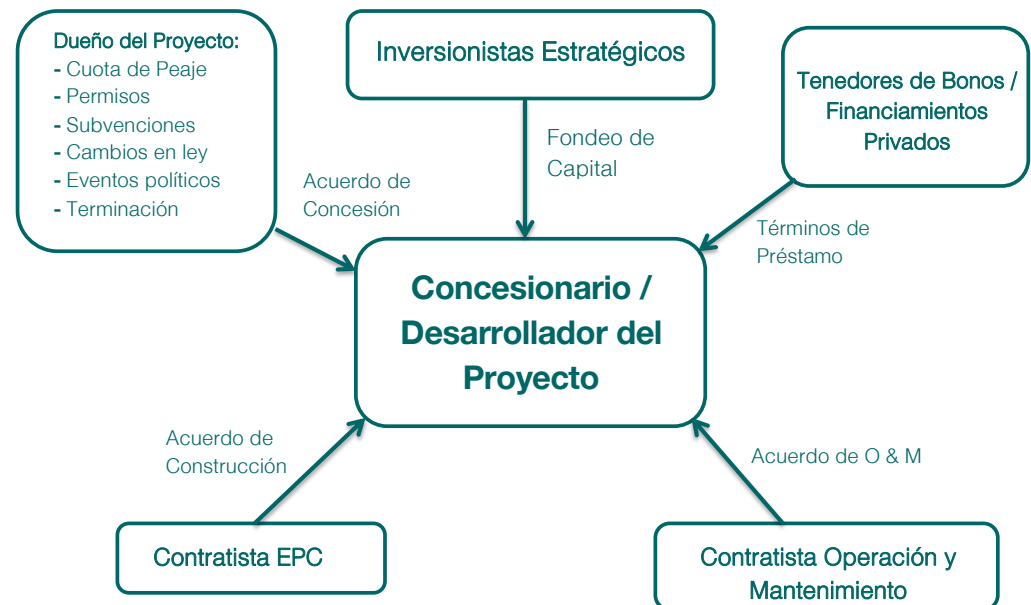 Dueño del Proyecto:
- Cuota de Peaje
- Permisos
- Subvenciones
- Cambios en ley
- Eventos políticos
- Terminación
Inversionistas Estratégicos
Tenedores de Bonos /
Financiamientos
Privados
Acuerdo de
Concesión
Fondeo de
Capital
Términos de
Préstamo
Concesionario /
Desarrollador del
Proyecto
Acuerdo de
Construcción
Acuerdo de O & M
Contratista EPC
Contratista Operación y
Mantenimiento